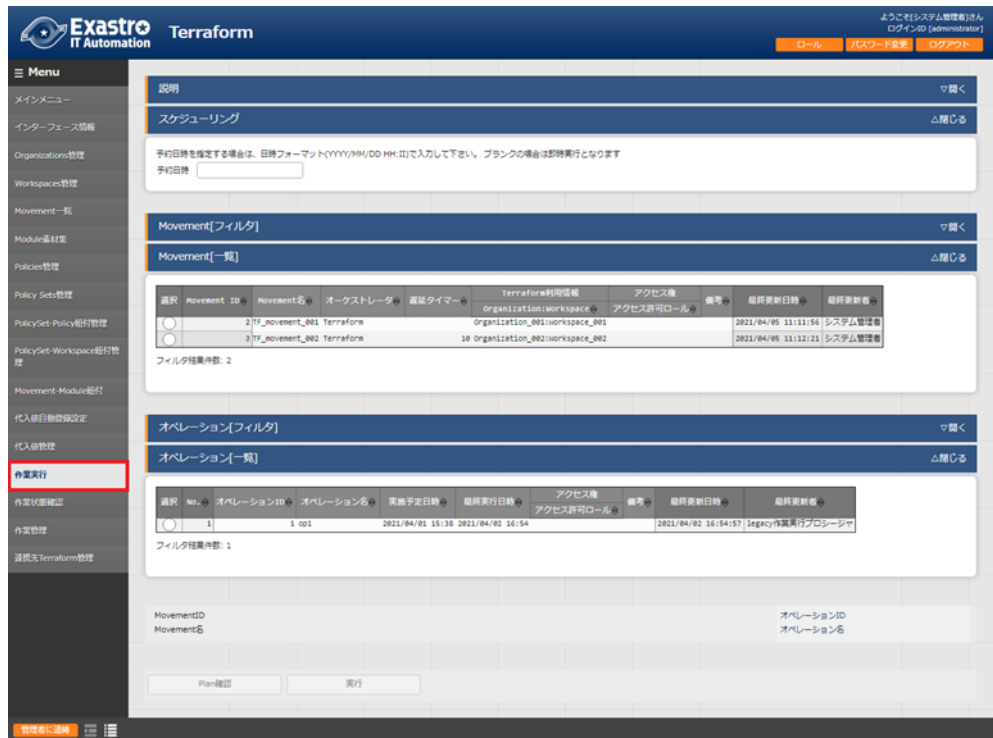 Exastro
IT Automation
Terraform
ようこそ[システム管理者]さん
ログインID [administrator]
ロール
パスワード変更
ログアウト
Menu
メインメニュー
インターフェース情報
Organizations管理
Workspaces管理
Movement一覧
Module素材集
Policies管理
Policy Sets管理
PolicySet-Policy紐付管理
PolicySet-Workspace紐付管
理
Movement-Module紐付
代入値自動登録設定
代入値管理
作業実行
作業状態確認
作業管理
連携先Terraform管理
説明
▽開く
スケジューリング
△閉じる
予約日時を指定する場合は、日時フォーマット(YYYY/MM/DD HH:II)で入力して下さい。 ブランクの場合は即時実行となります
予約日時
Movement[フィルタ]
▽開く
Movement[一覧]
△閉じる
選択 Movement ID Movement名 オーケストレータ 遅延タイマー Terraform利用情報 アクセス権 備考 最終更新日時 最終更新者
Organization:Workspace アクセス許可ロール
2 TF_movement_001 Terraform Organization_001:workspace_001 2021/04/05 11:11:56 システム管理者
3 TF_movement_002 Terraform 10 Organization_002:workspace_002 2021/04/05 11:12:21 システム管理者
フィルタ結果件数: 2
オペレーション[フィルタ]
▽開く
オペレーション[一覧]
△閉じる
選択 No. オペレーションID オペレーション名 実施予定日時 最終実行日時 アクセス権 備考 最終更新日時 最終更新者
アクセス許可ロール
1 1 op1 2021/04/01 15:38 2021/04/02 16:54 2021/04/02 16:54:57 legacy作業実行プロシージャ
フィルタ結果件数: 1
MovementID
オペレーションID
Movement名
オペレーション名
Plan確認
実行
管理者に連絡